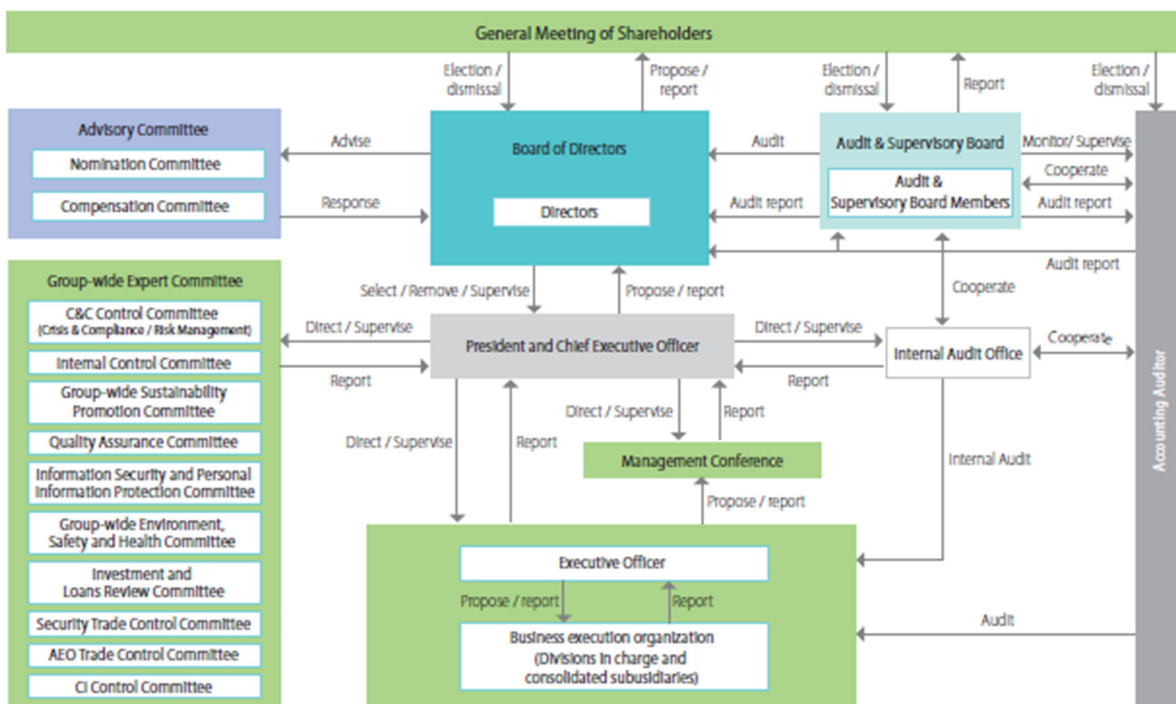 General Meeting of Shareholders
Election /
dismissal
Propose /
report
Election /
dismissal
Report
Election /
dismissal
Advisory Committee
Nomination Committee
Compensation Committee
Advise
Response
Board of Directors
Directors
Audit
Audit report
Audit & Supervisory Board
Audit &
Supervisory Board Members
Monitor/ Supervise
Cooperate
Audit report
Audit report
Accounting Auditor
Group-wide Expert Committee
C&C Control Committee
(Crisis & Compliance / Risk Management)
Internal Control Committee
Group-wide Sustainability
Promotion Committee
Quality Assurance Committee
Information Security and Personal
Information Protection Committee
Group-wide Environment,
Safety and Health Committee
Investment and
Loans Review Committee
Security Trade Control Committee
AEO Trade Control Committee
CI Control Committee
Select / Remove / Supervise
Propose / report
Cooperate
Direct / Supervise
Report
President and Chief Executive Officer
Direct / Supervise
Report
Internal Audit Office
Cooperate
Direct / Supervise
Report
Direct / Supervise
Report
Management Conference
Internal Audit
Propose / report
Executive Officer
Propose / report
Report
Business execution organization
(Divisions in charge and
consolidated subusidiaries)
Audit